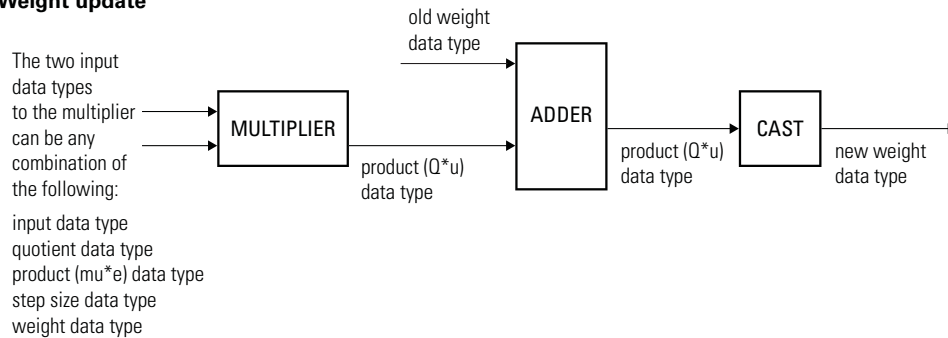 Weight update
old weight
data type
The two input
data types
to the multiplier
can be any
combination of
the following:
input data type
quotient data type
product (mu*e) data type
step size data type
weight data type
MULTIPLIER
product (Q*u)
data type
ADDER
product (Q*u)
data type
CAST
new weight
data type